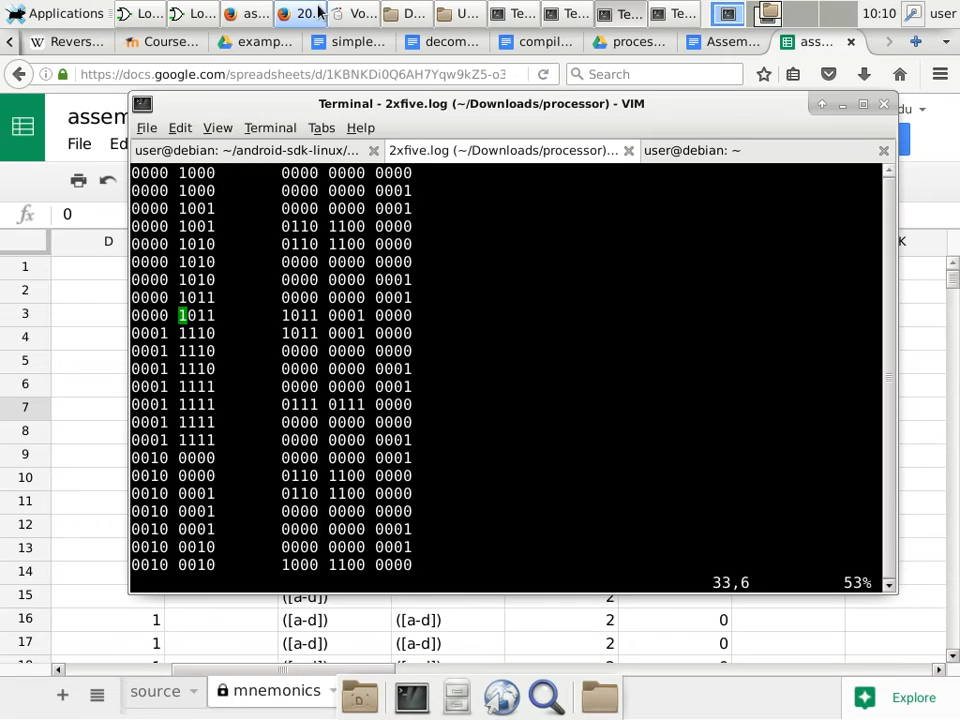 Applications Lo... Lo... as... 20. Vo... D... U... Te... Te... Te... Te... 10:10 user
Revers... Course... examp... simple... decom... compil... proces... Assem... ass...
https://docs.google.com/spreadsheets/d/1KBNKDi0Q6AH7Yqw9kZ5-o3 Search
Terminal - 2xfive.log (~/Downloads/processor) - VIM
assem
du
File Edit View Terminal Tabs Help
File Ed
user@debian: ~/android-sdk-linux/... 2xfive.log (~/Downloads/processor)... user@debian: ~
0000 1000 0000 0000 0000
0000 1000 0000 0000 0001
0000 1001 0000 0000 0001
0000 1001 0110 1100 0000
0000 1010 0110 1100 0000
0000 1010 0000 0000 0000
0000 1010 0000 0000 0001
0000 1011 0000 0000 0001
0000 1011 1011 0001 0000
0001 1110 1011 0001 0000
0001 1110 0000 0000 0000
0001 1110 0000 0000 0001
0001 1111 0000 0000 0001
0001 1111 0111 0111 0000
0001 1111 0000 0000 0000
0001 1111 0000 0000 0001
0010 0000 0000 0000 0001
0010 0000 0110 1100 0000
0010 0001 0110 1100 0000
0010 0001 0000 0000 0000
0010 0001 0000 0000 0001
0010 0010 0000 0000 0001
0010 0010 1000 1100 0000
33,6 53%
fx 0
D K
1
2
3
4
5
6
7
8
9
10
11
12
13
14
15 ([a-d]) 2
16 1 ([a-d]) ([a-d]) 2 0
17 1 ([a-d]) ([a-d]) 2 0
source mnemonics Explore